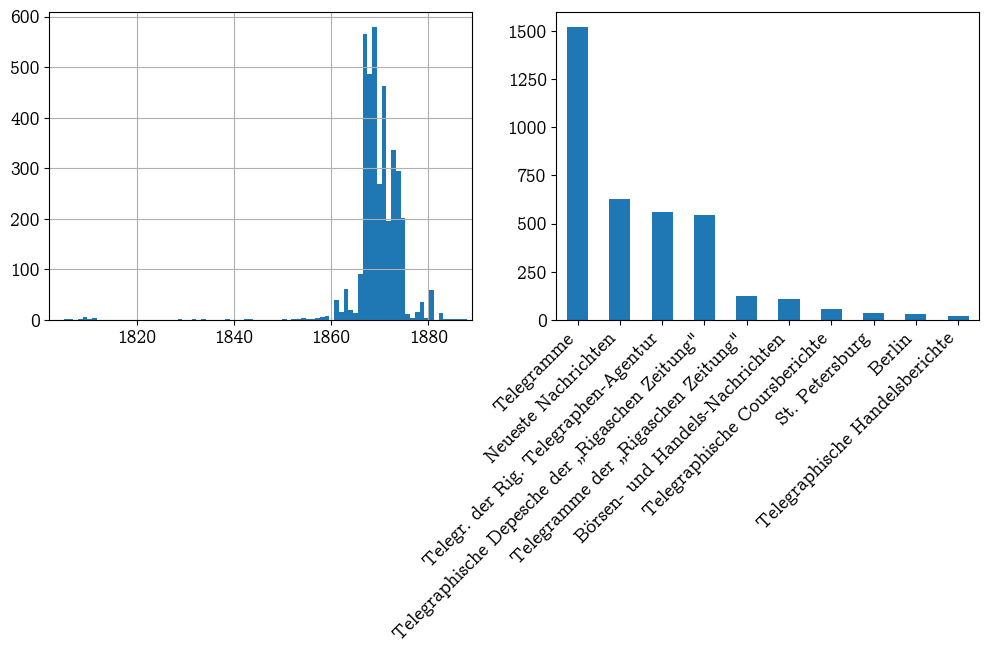 600
500
400
300
200
100
0
1820
1840
1860
1880
1500
1250
1000
750
500
250
0
Telegramme
Neueste Nachrichten
Telegr. der Rig. Telegraphen-Agentur
Telegraphische Depesche der „Rigaschen Zeitung"
Telegramme der „Rigaschen Zeitung"
Börsen- und Handels-Nachrichten
Telegraphische Coursberichte
St. Petersburg
Berlin
Telegraphische Handelsberichte